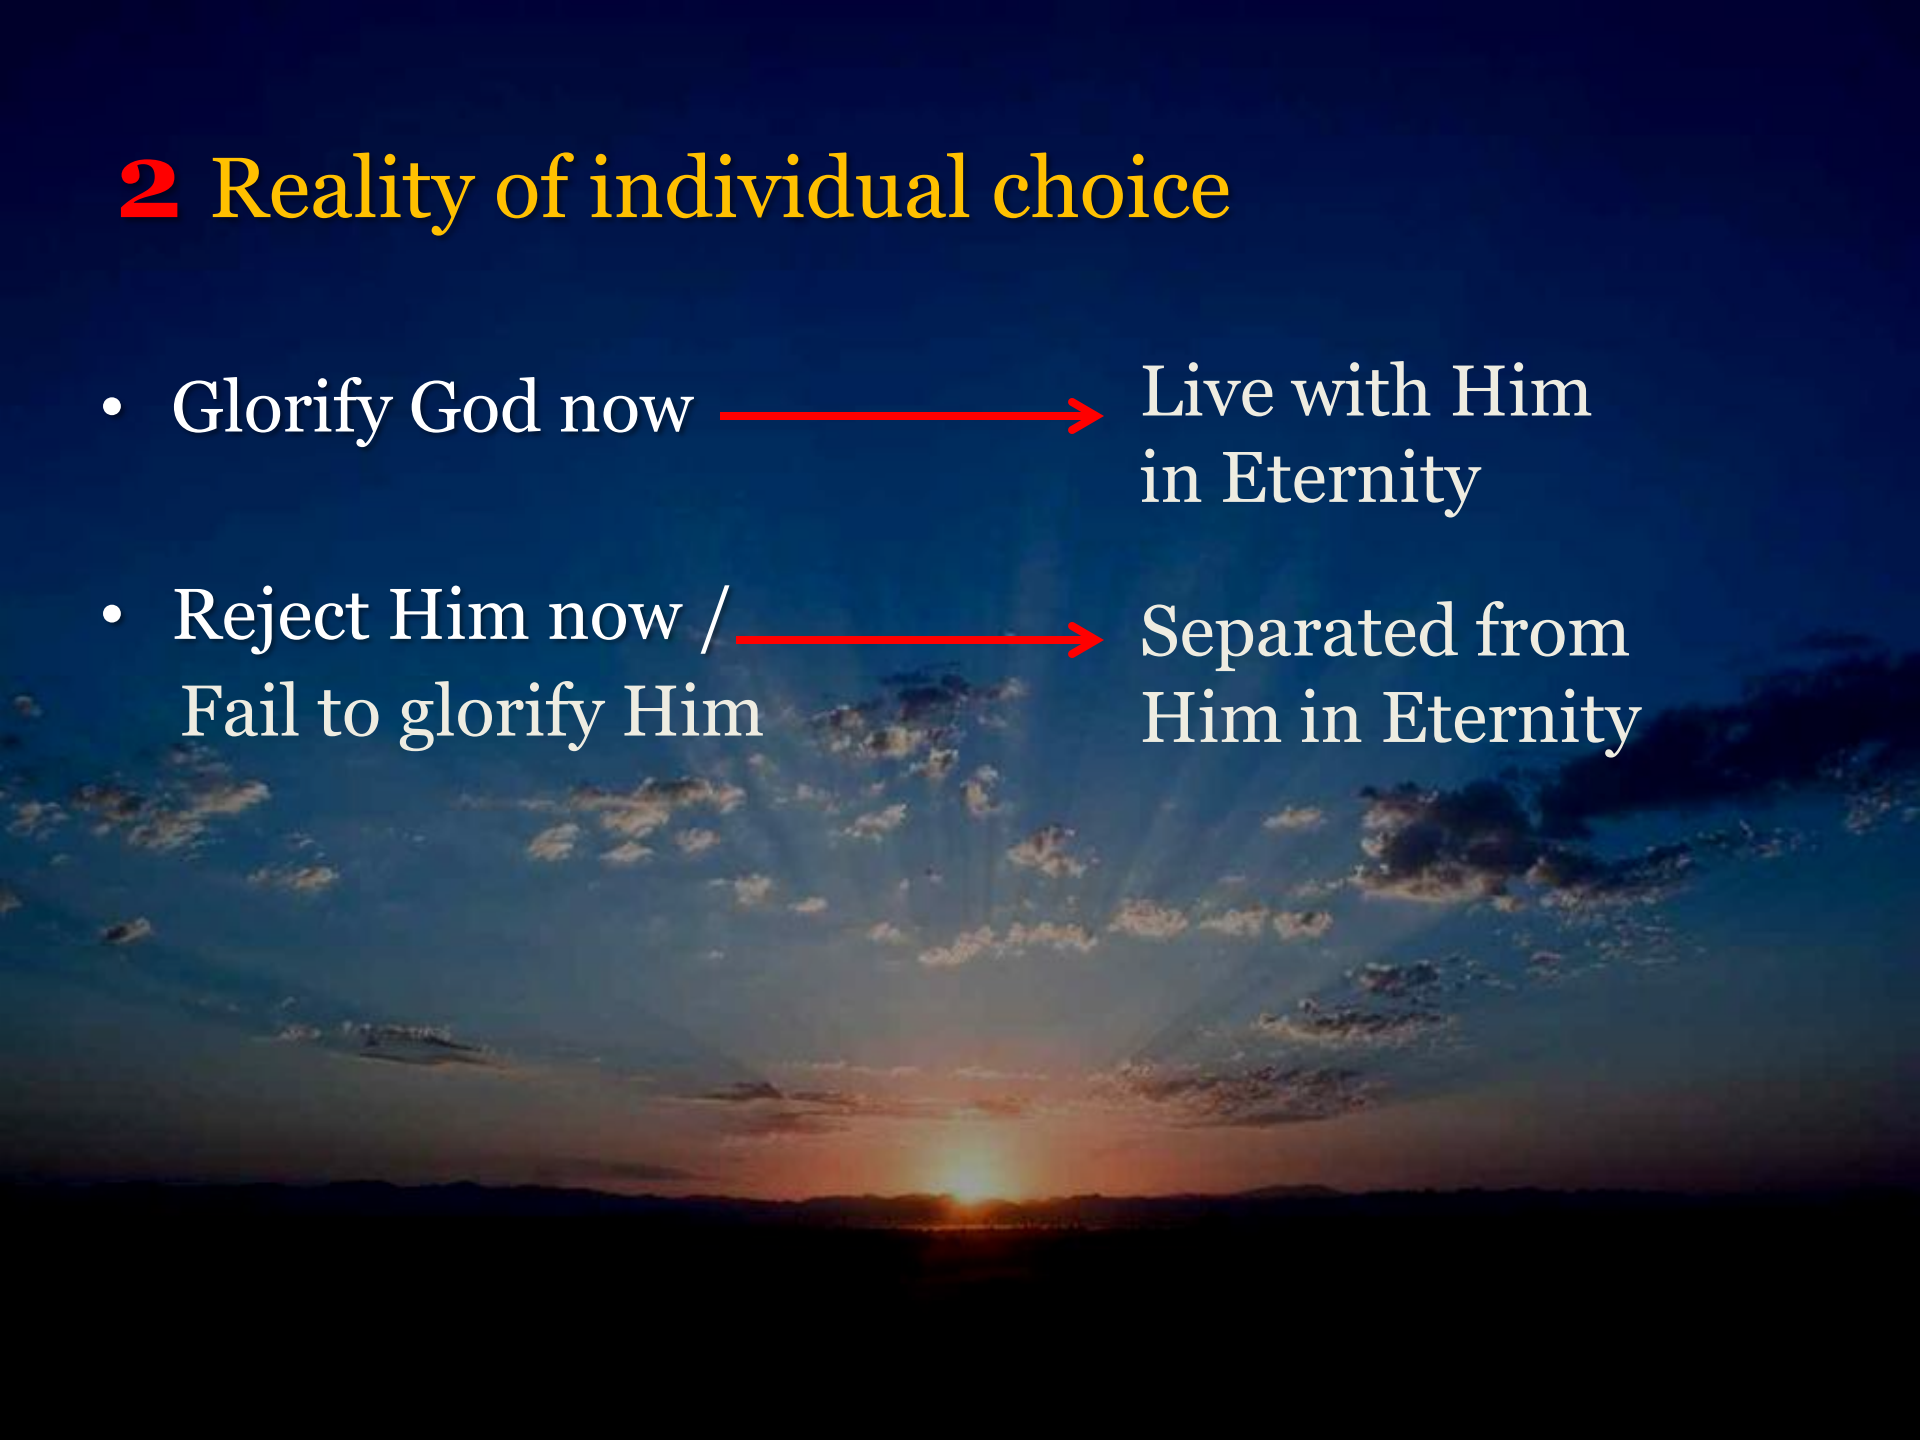 2 Reality of individual choice
• Glorify God now
Live with Him
in Eternity
• Reject Him now /
Fail to glorify Him
Separated from
Him in Eternity